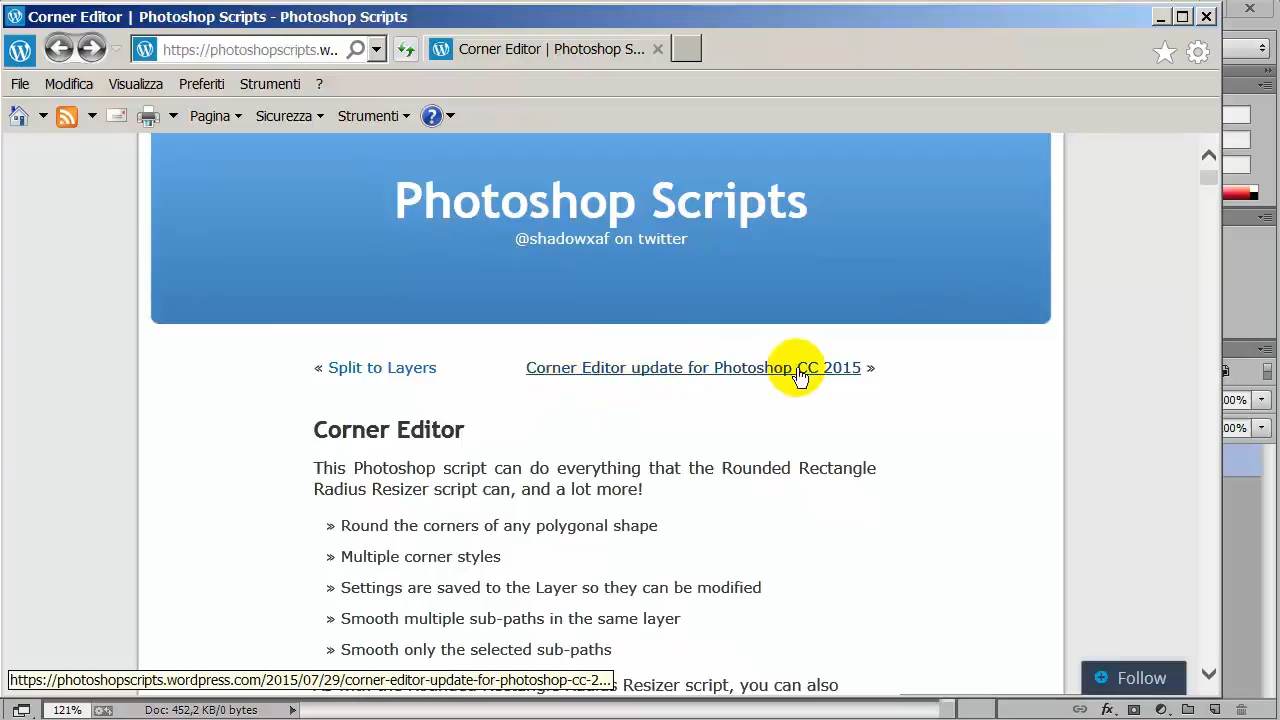 Corner Editor | Photoshop Scripts - Photoshop Scripts
https://photoshopscripts.w..
Corner Editor | Photoshop S...
File Modifica Visualizza Preferiti Strumenti ?
Pagina Sicurezza Strumenti
Photoshop Scripts
@shadowxaf on twitter
« Split to Layers
Corner Editor update for Photoshop CC 2015 »
Corner Editor
This Photoshop script can do everything that the Rounded Rectangle
Radius Resizer script can, and a lot more!
» Round the corners of any polygonal shape
» Multiple corner styles
» Settings are saved to the Layer so they can be modified
» Smooth multiple sub-paths in the same layer
» Smooth only the selected sub-paths
https://photoshopscripts.wordpress.com/2015/07/29/corner-editor-update-for-photoshop-cc-2...
Resizer script, you can also
Follow
00%
00%
121%
Doc: 452,2 KB/0 bytes
fx